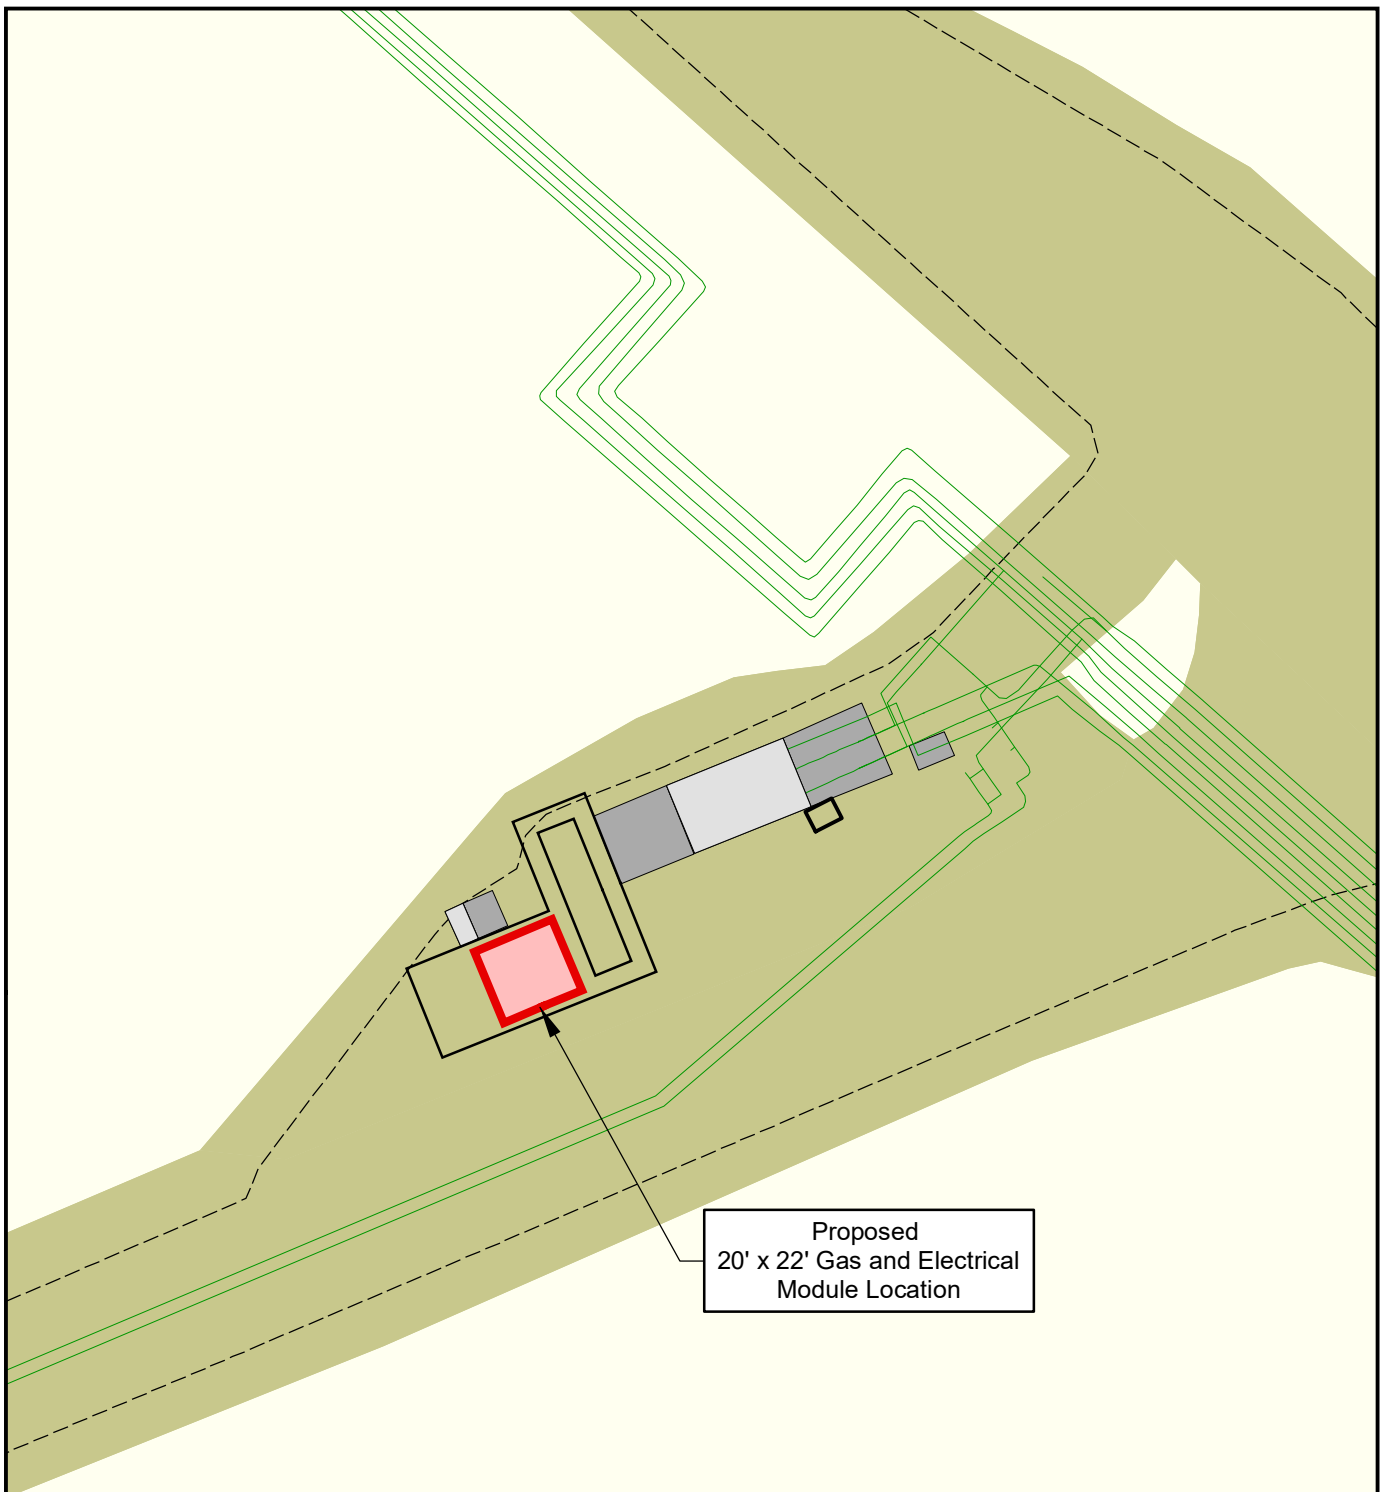 Proposed
20' x 22' Gas and Electrical
Module Location